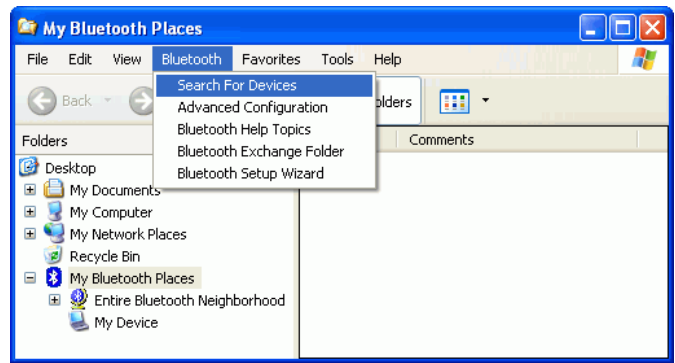 My Bluetooth Places
File Edit View Bluetooth Favorites Tools Help
Search For Devices
Advanced Configuration
Bluetooth Help Topics
Bluetooth Exchange Folder
Bluetooth Setup Wizard
Back
Folders
Comments
Desktop
My Documents
My Computer
My Network Places
Recycle Bin
My Bluetooth Places
Entire Bluetooth Neighborhood
My Device